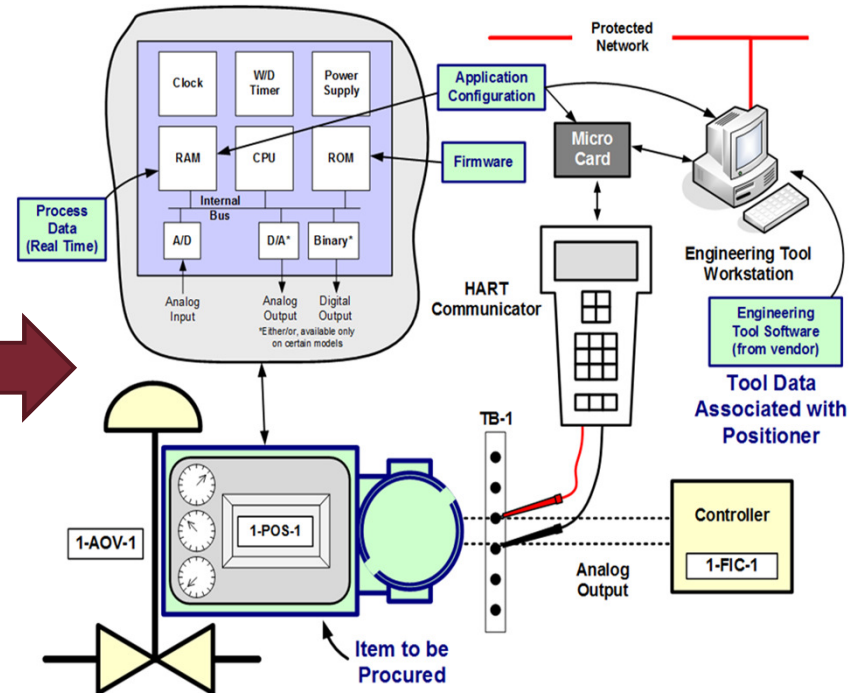 Protected
Network
Clock
W/D
Timer
Power
Supply
Application
Configuration
RAM
CPU
ROM
Micro
Card
Firmware
Internal
Bus
Process
Data
(Real Time)
A/D
D/A*
Binary*
Engineering Tool
Workstation
Analog
Input
Analog
Output
Digital
Output
*Either/or, available only
on certain models
HART
Communicator
Engineering
Tool Software
(from vendor)
Tool Data
Associated with
Positioner
TB-1
1-AOV-1
1-POS-1
Controller
1-FIC-1
Analog
Output
Item to be
Procured